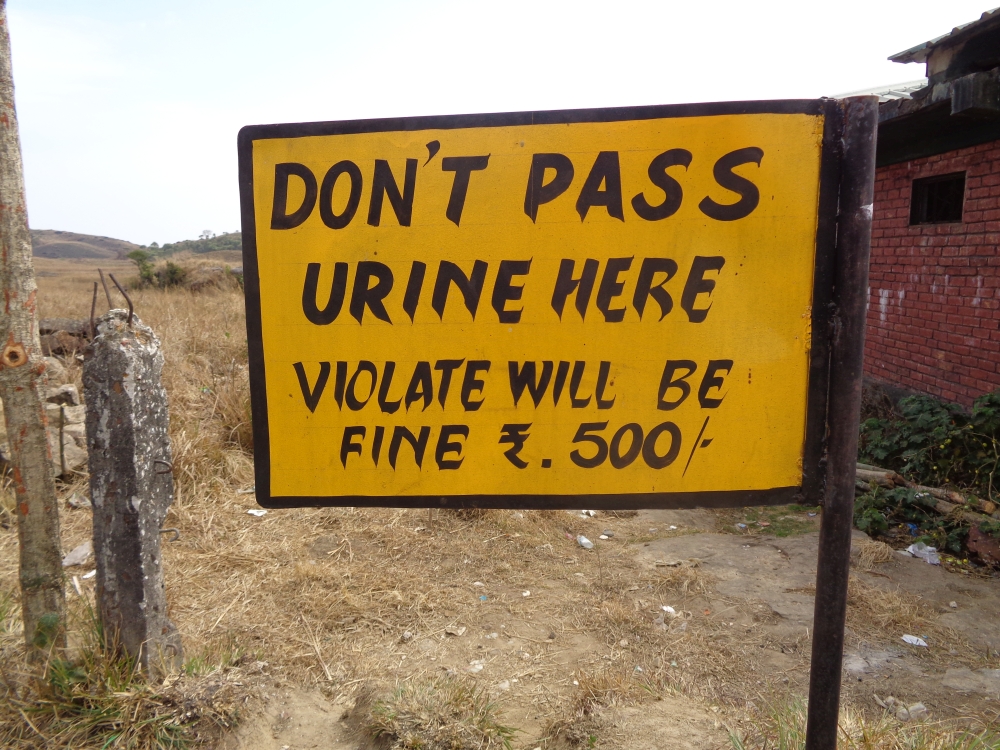 DON'T PASS
URINE HERE
VIOLATE WILL BE
FINE ₹. 500/-